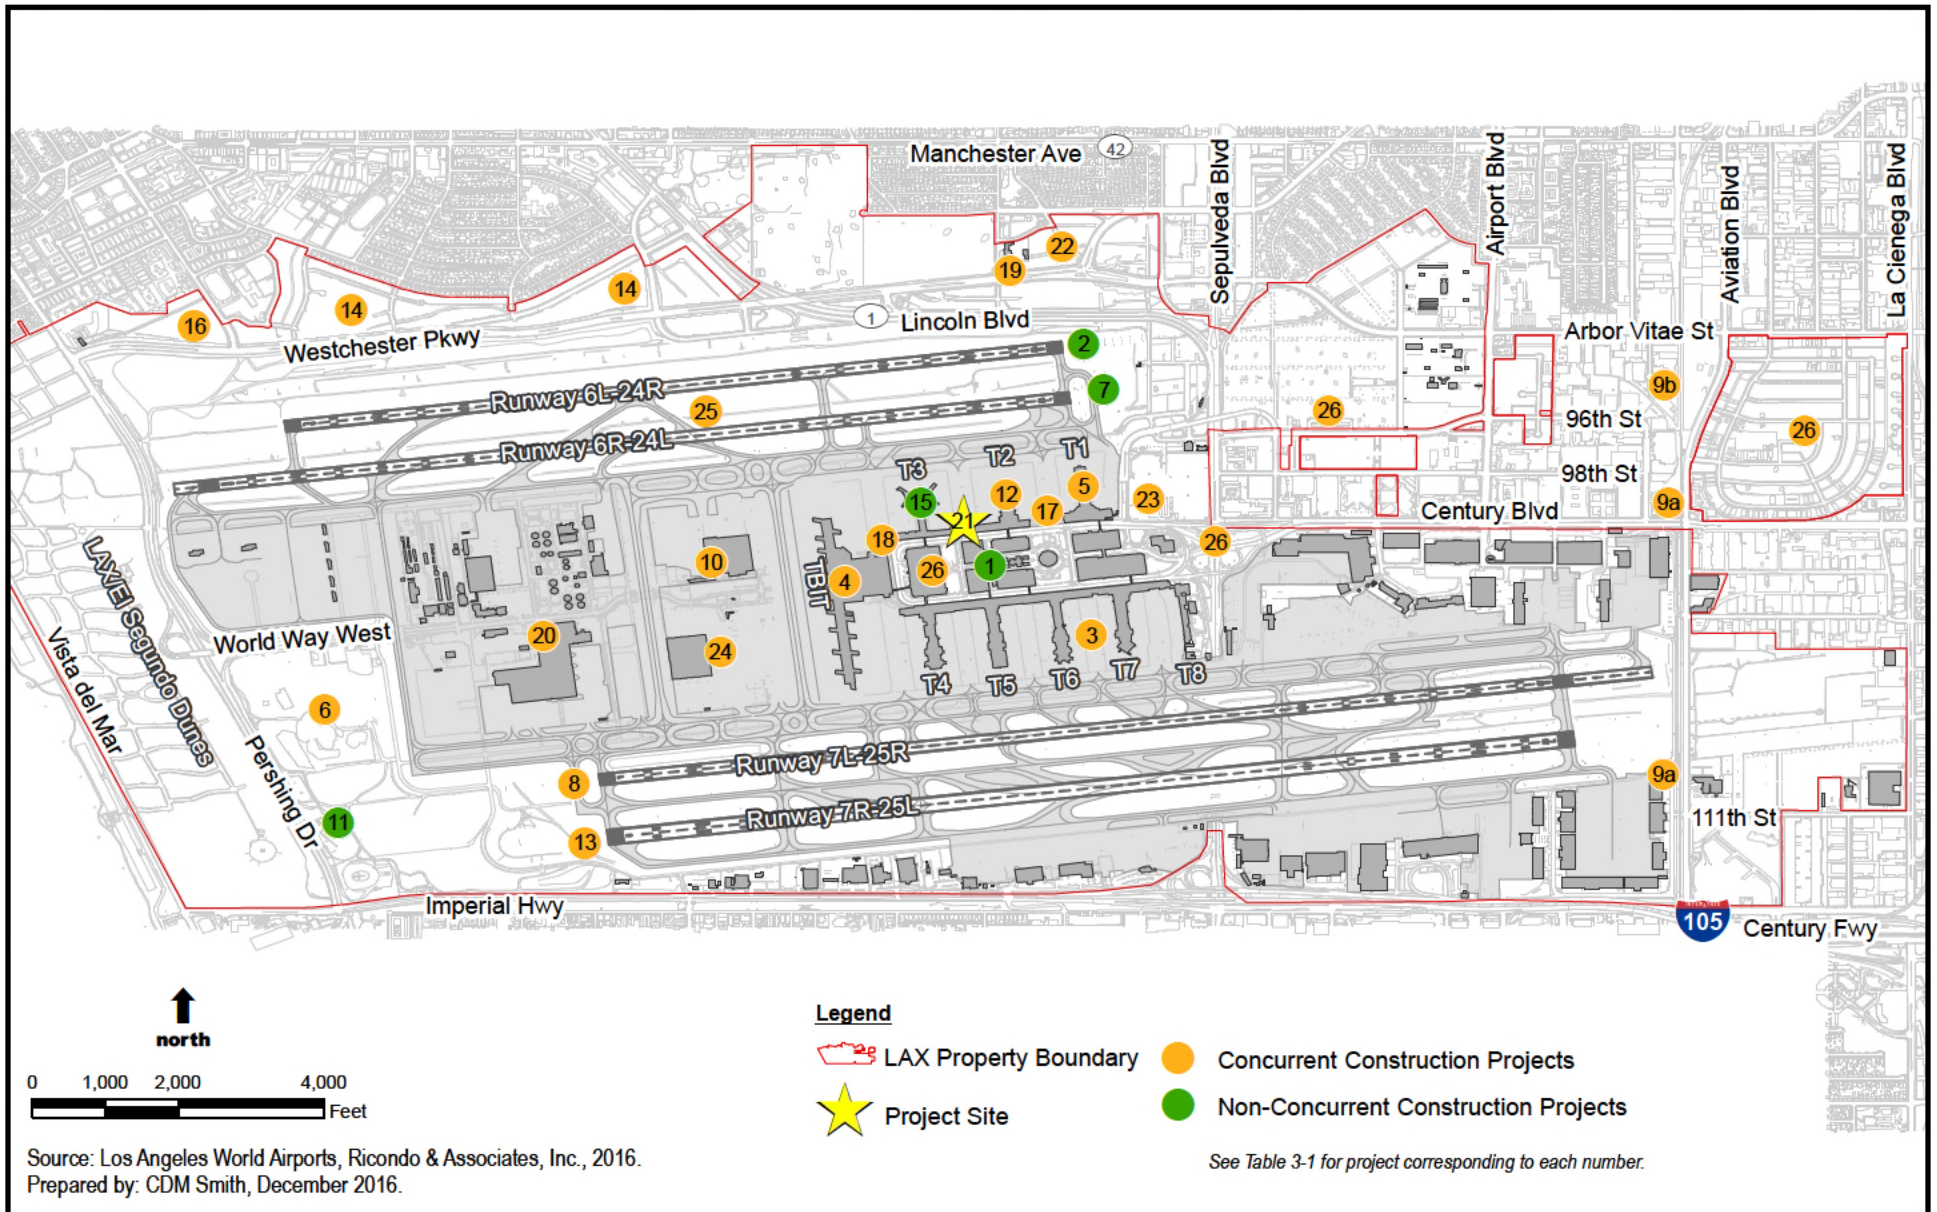 Manchester Ave
42
Sepulveda Blvd
Airport Blvd
Aviation Blvd
La Cienega Blvd
22
19
14
14
16
1
Lincoln Blvd
Westchester Pkwy
Arbor Vitae St
2
7
9b
Runway 6L-24R
25
26
96th St
26
Runway 6R-24L
T3
T2
T1
98th St
15
12
5
23
9a
17
21
Century Blvd
18
26
LAX/El Segundo Dunes
10
TBIT
4
26
1
World Way West
20
24
3
Vista del Mar
T4
T5
T6
T7
T8
6
Pershing Dr
Runway 7L-25R
8
9a
11
Runway 7R-25L
111th St
13
Imperial Hwy
INTERSTATE
105
Century Fwy
north
0 1,000 2,000 4,000
Feet
Legend
LAX Property Boundary
Project Site
Concurrent Construction Projects
Non-Concurrent Construction Projects
See Table 3-1 for project corresponding to each number.
Source: Los Angeles World Airports, Ricondo & Associates, Inc., 2016.
Prepared by: CDM Smith, December 2016.